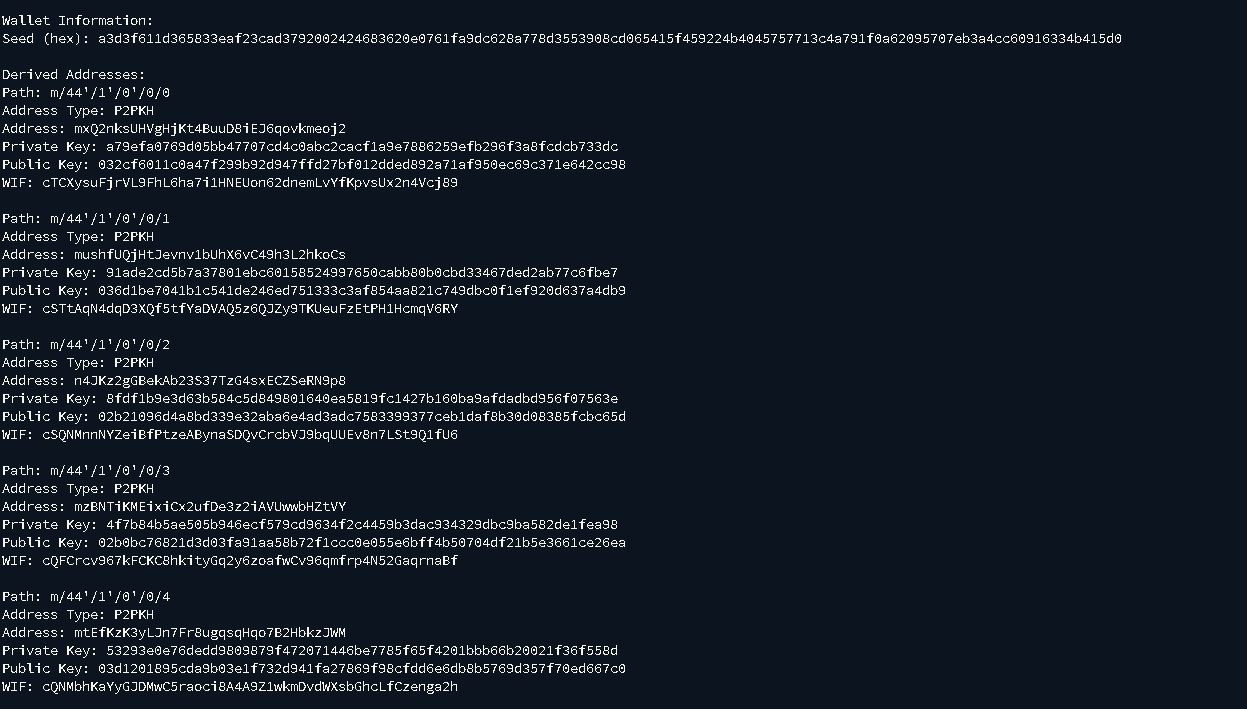 Wallet Information:
Seed (hex): a3d3f611d365833eaf23cad3792002424683620e0761fa9dc628a778d3553908cd065415f459224b4045757713c4a791f0a62095707eb3a4cc60916334b415d0
Derived Addresses:
Path: m/44'/1'/0'/0/0
Address Type: P2PKH
Address: mxQ2nksUHVgHjKt4BuuD8iEJ6qovkmeoj2
Private Key: a79efa0769d05bb47707cd4c0abc2cacf1a9e7886259efb296f3a8fcdcb733dc
Public Key: 032cf6011c0a47f299b92d947ffd27bf012dded892a71af950ec69c371e642cc98
WIF: cTCXysuFjrVL9FhL6ha7i1HNEUon62dnemLvYfKpvsUx2n4Vcj89
Path: m/44'/1'/0'/0/1
Address Type: P2PKH
Address: mushfUQjHtJevnv1bUhX6vC49h3L2hkoCs
Private Key: 91ade2cd5b7a37801ebc60158524997650cabb80b0cbd33467ded2ab77c6fbe7
Public Key: 036d1be7041b1c541de246ed751333c3af854aa821c749dbc0f1ef920d637a4db9
WIF: cSTtAqN4dqD3XQf5tfYaDVAQ5z6QJZy9TKUeuFzEtPH1HcmqV6RY
Path: m/44'/1'/0'/0/2
Address Type: P2PKH
Address: n4JKz2gGBekAb23S37TzG4sxECZSeRN9p8
Private Key: 8fdf1b9e3d63b584c5d849801640ea5819fc1427b160ba9afdadbd956f07563e
Public Key: 02b21096d4a8bd339e32aba6e4ad3adc7583399377ceb1daf8b30d08385fcbc65d
WIF: cSQNMnnNYZeiBfPtzeABynaSDQvCrcbVJ9bqUUEv8n7LSt9Q1fU6
Path: m/44'/1'/0'/0/3
Address Type: P2PKH
Address: mzBNTiKMEixiCx2ufDe3z2iAVUwwbHZtVY
Private Key: 4f7b84b5ae505b946ecf579cd9634f2c4459b3dac934329dbc9ba582de1fea98
Public Key: 02b0bc76821d3d03fa91aa58b72f1ccc0e055e6bff4b50704df21b5e3661ce26ea
WIF: cQFCrcv967kFCKC8hkityGq2y6zoafwCv96qmfrp4N52GaqrnaBf
Path: m/44'/1'/0'/0/4
Address Type: P2PKH
Address: mtEfKzK3yLJn7Fr8ugqsqHqo7B2HbkzJWM
Private Key: 53293e0e76dedd9809879f472071446be7785f65f4201bbb66b20021f36f558d
Public Key: 03d1201895cda9b03e1f732d941fa27869f98cfdd6e6db8b5769d357f70ed667c0
WIF: cQNMbhKaYyGJDMwC5raoci8A4A9Z1wkmDvdWXsbGhcLfCzenga2h